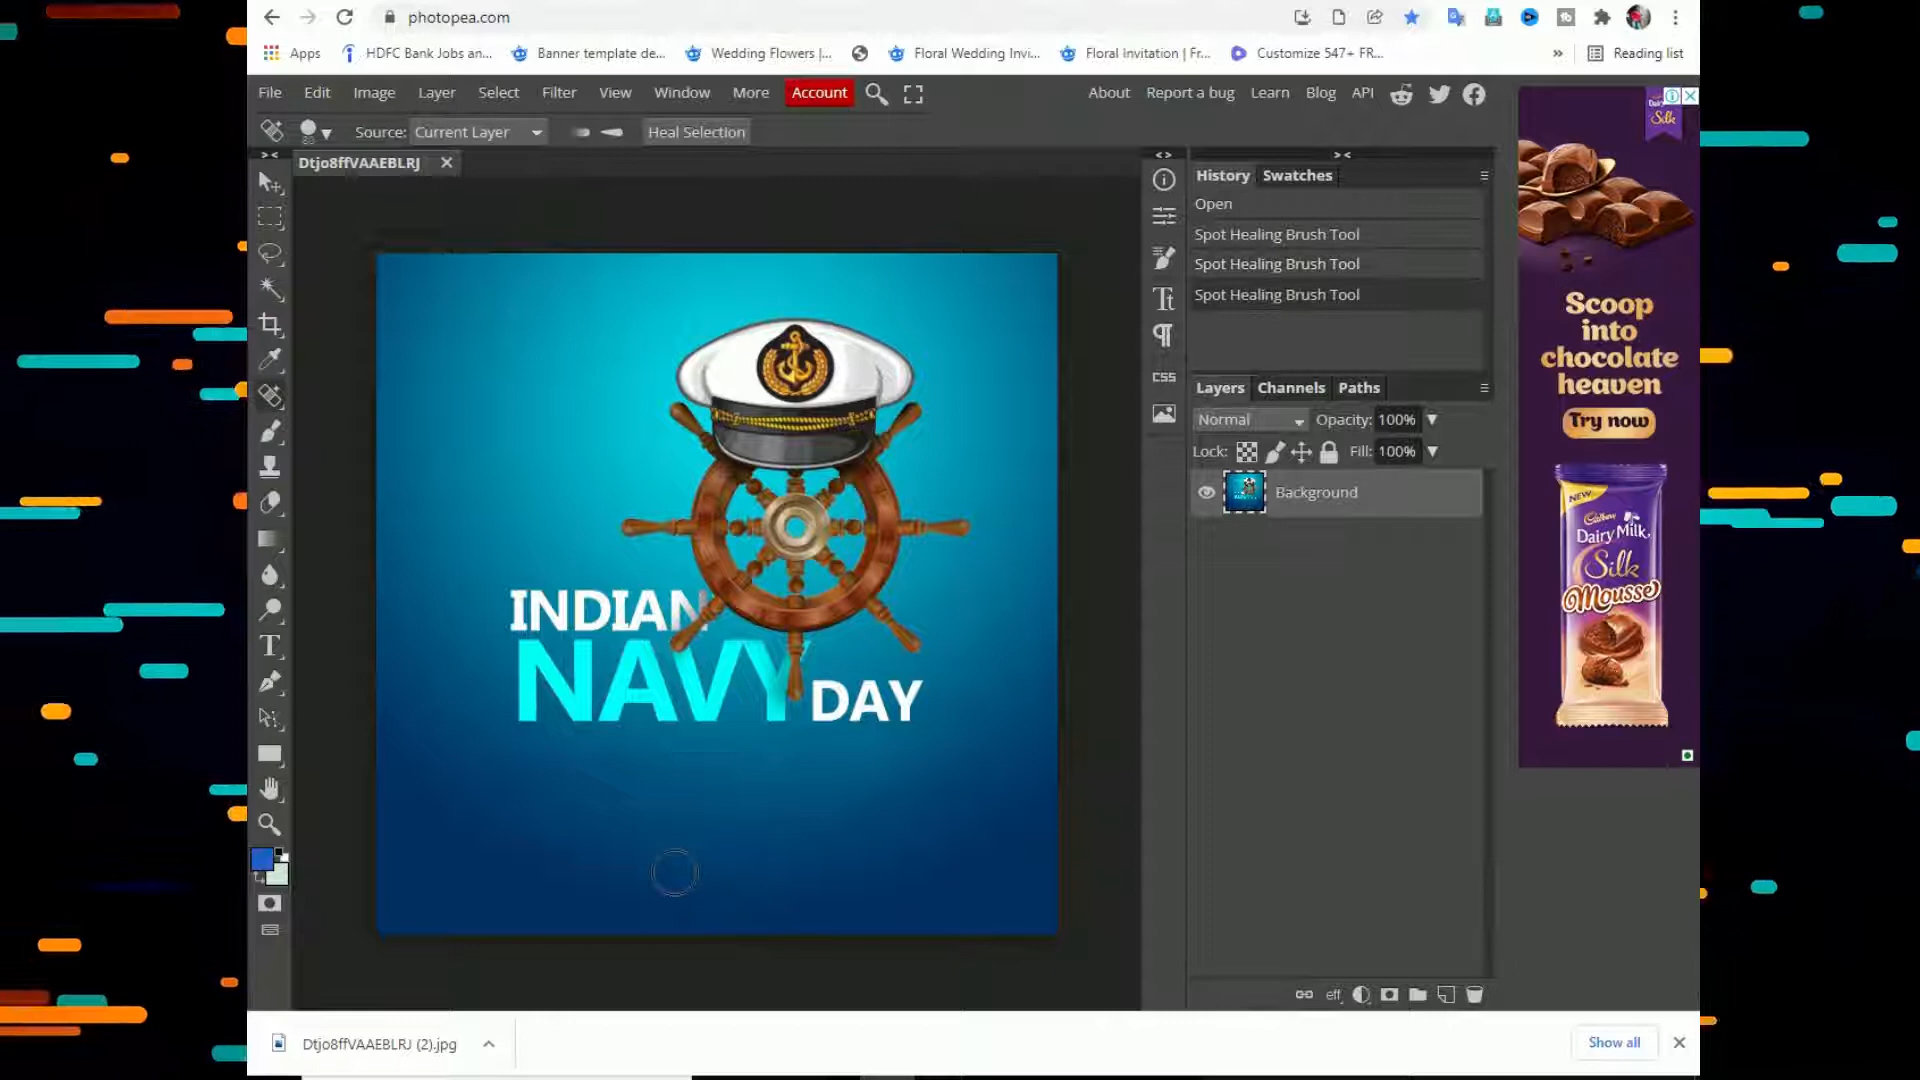 photopea.com
Apps
HDFC Bank Jobs an...
Banner template de...
Wedding Flowers |...
Floral Wedding Invi...
Floral Invitation | Fr...
Customize 547+ FR...
»
Reading list
File Edit Image Layer Select Filter View Window More Account
About Report a bug Learn Blog API
Source: Current Layer
Heal Selection
Dtjo8ffVAAEBLRJ
History Swatches
Open
Spot Healing Brush Tool
Spot Healing Brush Tool
Spot Healing Brush Tool
CSS
Layers Channels Paths
Normal Opacity: 100%
Lock: Fill: 100%
Background
eff
INDIAN
NAVY DAY
Silk
Scoop
into
chocolate
heaven
Try now
NEW
Cadbury
Dairy Milk
Silk
Mousse
Dtjo8ffVAAEBLRJ (2).jpg
Show all